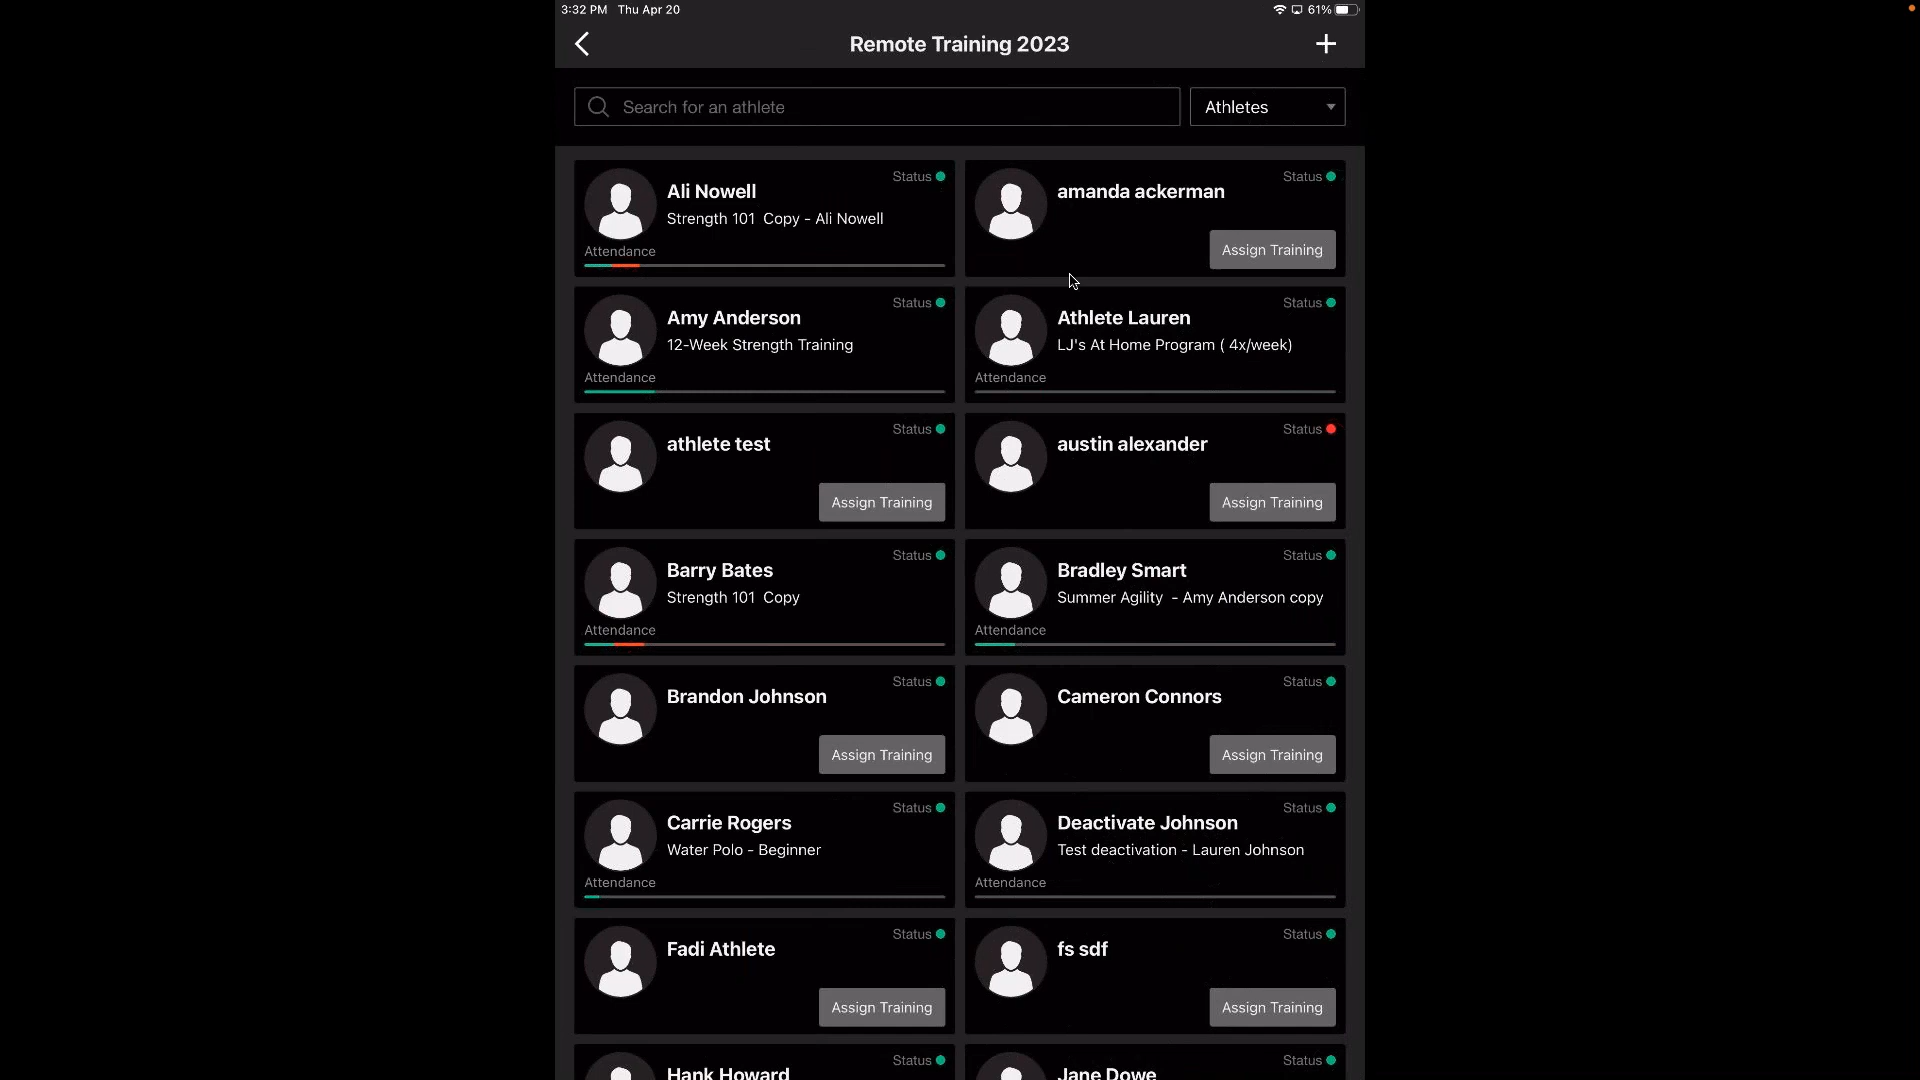 3:32 PM Thu Apr 20 61%
Remote Training 2023
Search for an athlete
Athletes
Status
Ali Nowell
Strength 101 Copy - Ali Nowell
Attendance
Status
amanda ackerman
Assign Training
Status
Amy Anderson
12-Week Strength Training
Attendance
Status
Athlete Lauren
LJ's At Home Program ( 4x/week)
Attendance
Status
athlete test
Assign Training
Status
austin alexander
Assign Training
Status
Barry Bates
Strength 101 Copy
Attendance
Status
Bradley Smart
Summer Agility - Amy Anderson copy
Attendance
Status
Brandon Johnson
Assign Training
Status
Cameron Connors
Assign Training
Status
Carrie Rogers
Water Polo - Beginner
Attendance
Status
Deactivate Johnson
Test deactivation - Lauren Johnson
Attendance
Status
Fadi Athlete
Assign Training
Status
fs sdf
Assign Training
Status
Hank Howard
Status
Jane Dowe